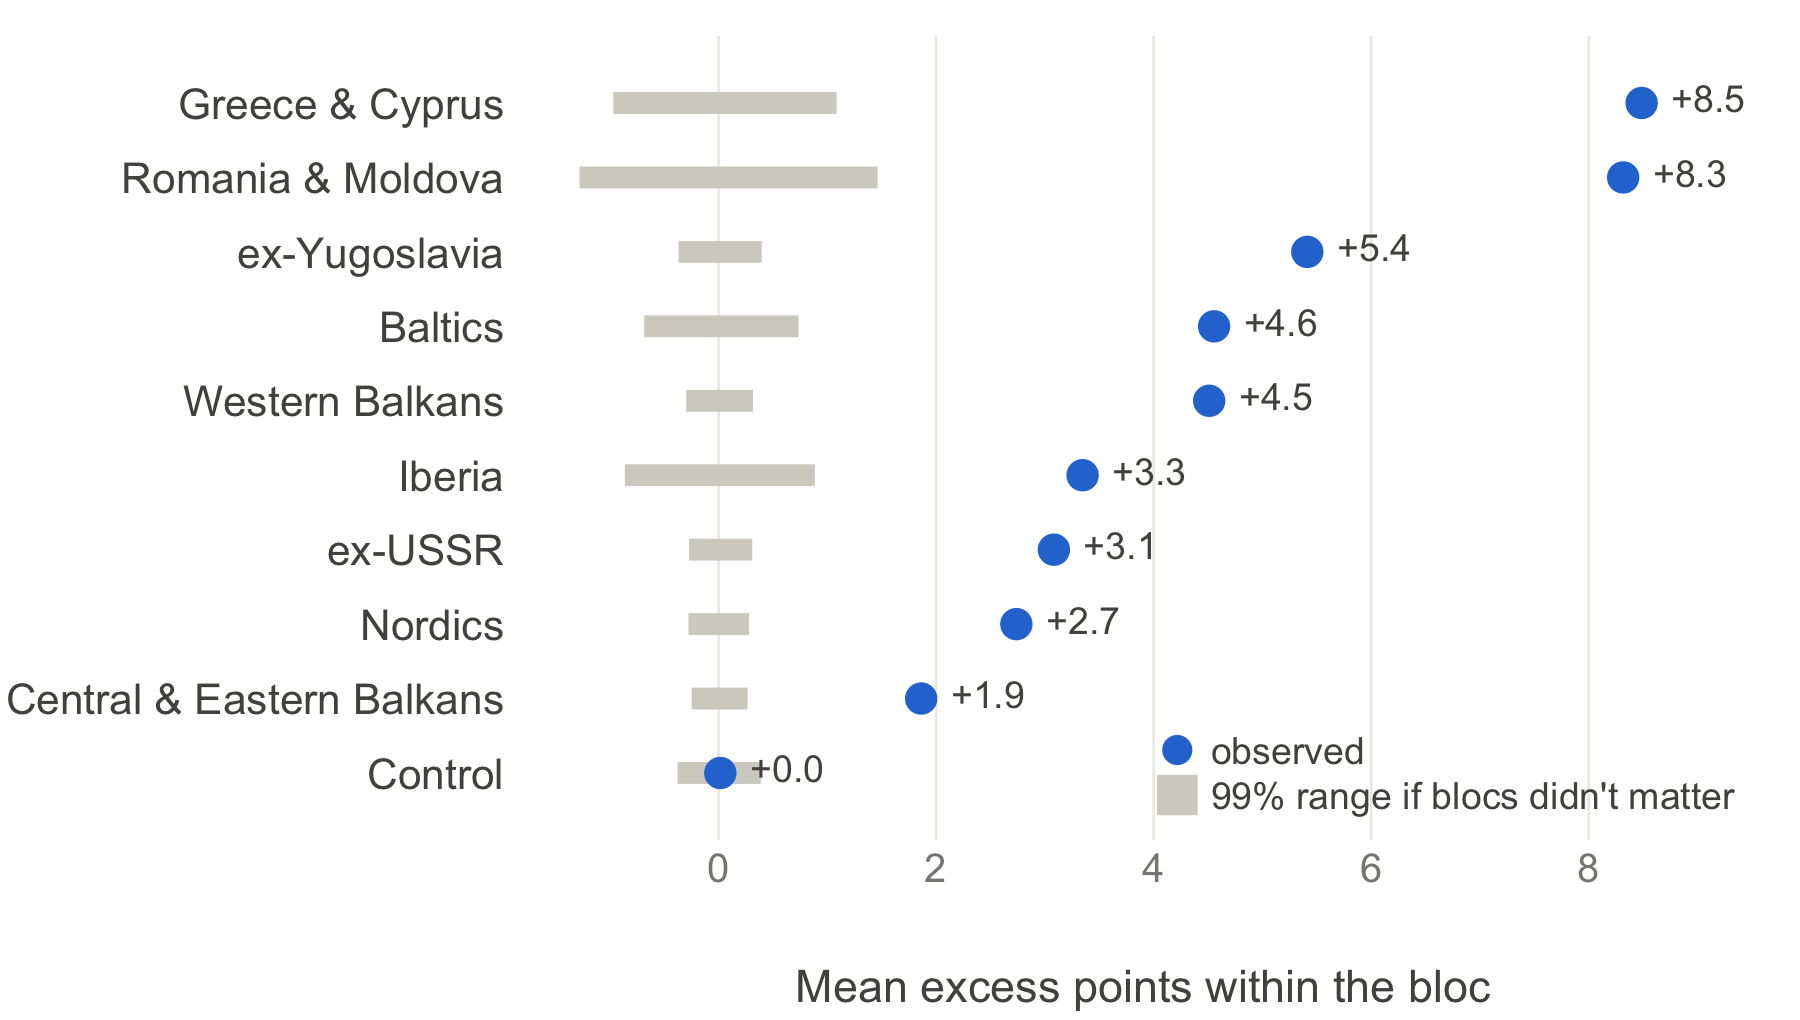 Greece & Cyprus +8.5
Romania & Moldova +8.3
ex-Yugoslavia +5.4
Baltics +4.6
Western Balkans +4.5
Iberia +3.3
ex-USSR +3.1
Nordics +2.7
Central & Eastern Balkans +1.9
Control +0.0
observed
99% range if blocs didn't matter
0 2 4 6 8
Mean excess points within the bloc